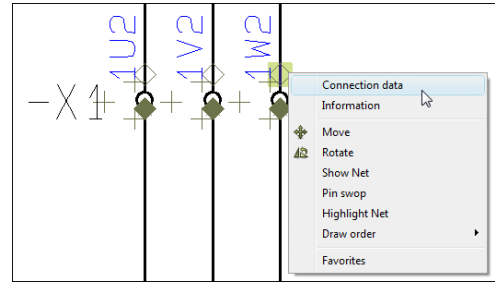 1U2
1V2
1W2
-X1
Connection data
Information
Move
Rotate
Show Net
Pin swop
Highlight Net
Draw order
Favorites